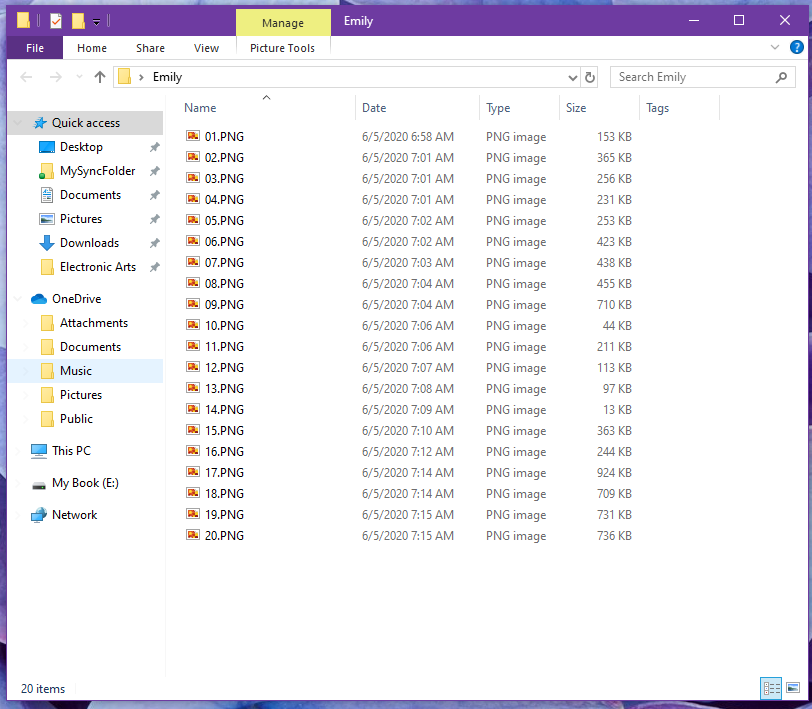 Manage
Emily
File
Home
Share
View
Picture Tools
?
Emily
Search Emily
Name
Date
Type
Size
Tags
Quick access
Desktop
MySyncFolder
Documents
Pictures
Downloads
Electronic Arts
OneDrive
Attachments
Documents
Music
Pictures
Public
This PC
My Book (E:)
Network
01.PNG 6/5/2020 6:58 AM PNG image 153 KB
02.PNG 6/5/2020 7:01 AM PNG image 365 KB
03.PNG 6/5/2020 7:01 AM PNG image 256 KB
04.PNG 6/5/2020 7:01 AM PNG image 231 KB
05.PNG 6/5/2020 7:02 AM PNG image 253 KB
06.PNG 6/5/2020 7:02 AM PNG image 423 KB
07.PNG 6/5/2020 7:03 AM PNG image 438 KB
08.PNG 6/5/2020 7:04 AM PNG image 455 KB
09.PNG 6/5/2020 7:04 AM PNG image 710 KB
10.PNG 6/5/2020 7:06 AM PNG image 44 KB
11.PNG 6/5/2020 7:06 AM PNG image 211 KB
12.PNG 6/5/2020 7:07 AM PNG image 113 KB
13.PNG 6/5/2020 7:08 AM PNG image 97 KB
14.PNG 6/5/2020 7:09 AM PNG image 13 KB
15.PNG 6/5/2020 7:10 AM PNG image 363 KB
16.PNG 6/5/2020 7:12 AM PNG image 244 KB
17.PNG 6/5/2020 7:14 AM PNG image 924 KB
18.PNG 6/5/2020 7:14 AM PNG image 709 KB
19.PNG 6/5/2020 7:15 AM PNG image 731 KB
20.PNG 6/5/2020 7:15 AM PNG image 736 KB
20 items